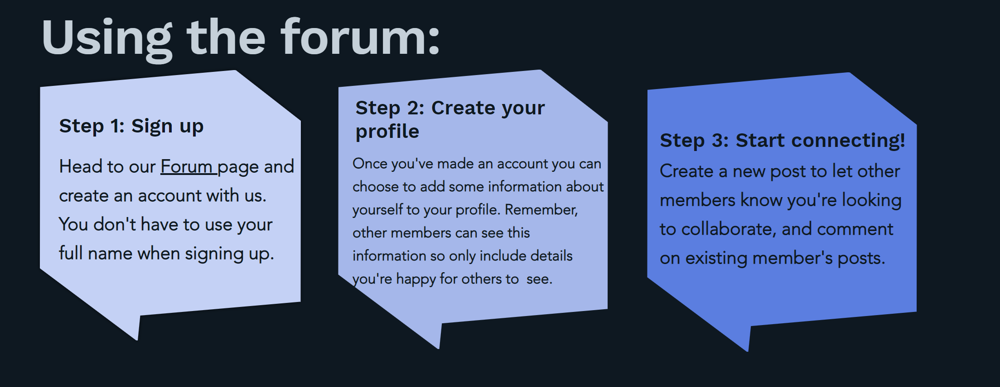 Using the forum:
Step 1: Sign up
Head to our Forum page and
create an account with us.
You don't have to use your
full name when signing up.
Step 2: Create your
profile
Once you've made an account you can
choose to add some information about
yourself to your profile. Remember,
other members can see this
information so only include details
you're happy for others to  see.
Step 3: Start connecting!
Create a new post to let other
members know you're looking
to collaborate, and comment
on existing member's posts.